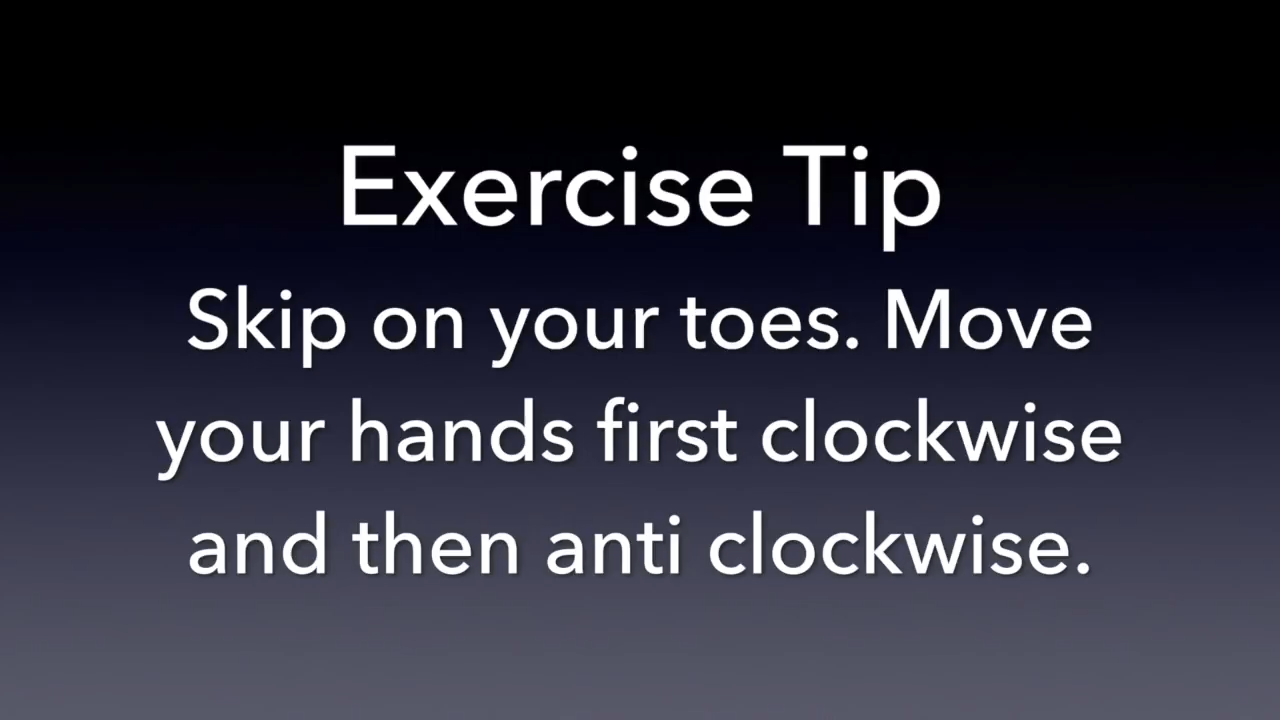 Exercise Tip
Skip on your toes. Move
your hands first clockwise
and then anti clockwise.